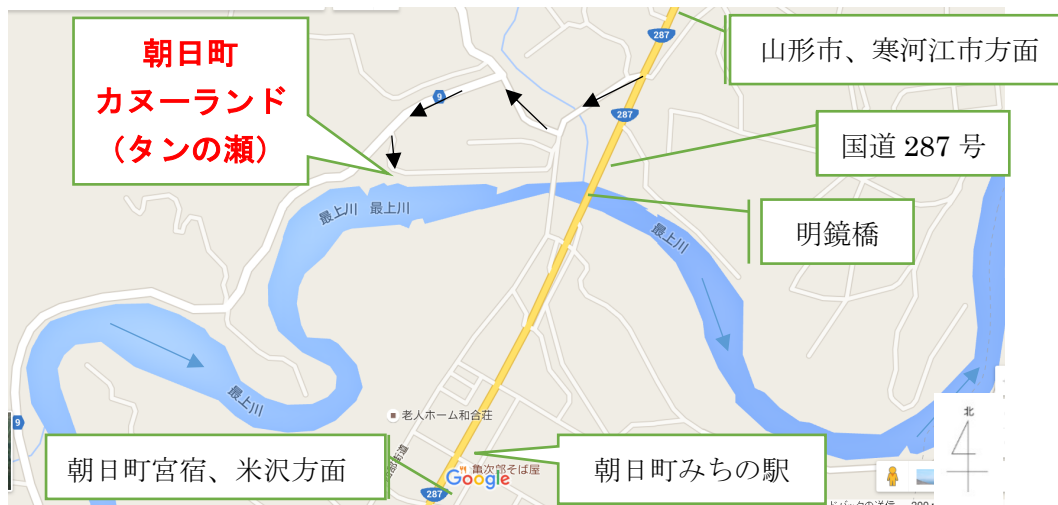 朝日町
カヌーランド
（タンの瀬）
287
山形市、寒河江市方面
9
287
国道 287 号
最上川 最上川
明鏡橋
最上川
最上川
北
老人ホーム和合荘
9
朝日町宮宿、米沢方面
亀次郎そば屋
朝日町みちの駅
Google
287